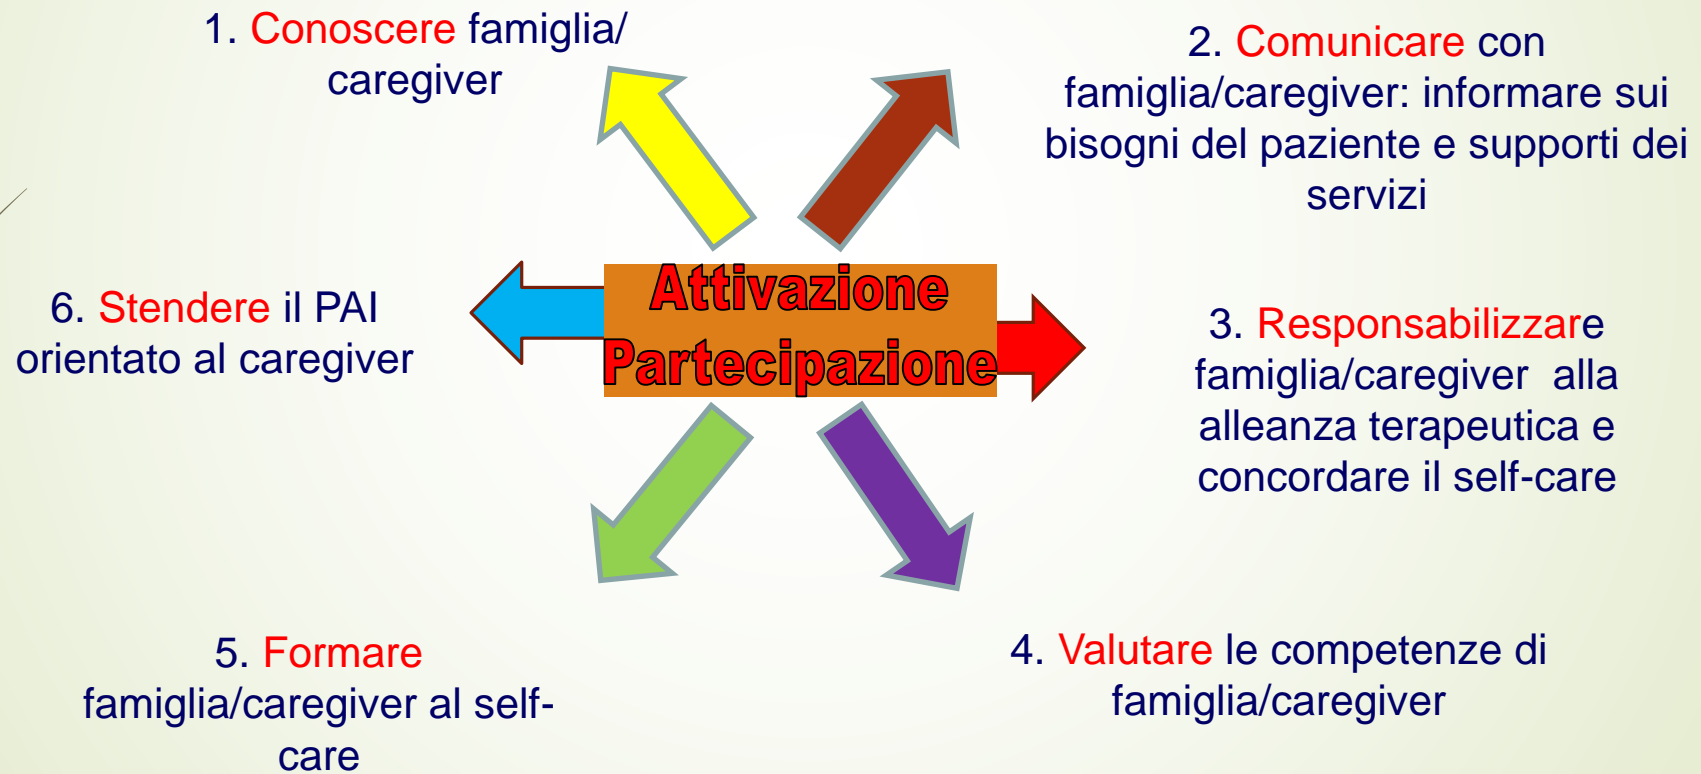 1. Conoscere famiglia/
caregiver
2. Comunicare con
famiglia/caregiver: informare sui
bisogni del paziente e supporti dei
servizi
Attivazione
Partecipazione
3. Responsabilizzare
famiglia/caregiver alla
alleanza terapeutica e
concordare il self-care
4. Valutare le competenze di
famiglia/caregiver
5. Formare
famiglia/caregiver al self-
care
6. Stendere il PAI
orientato al caregiver